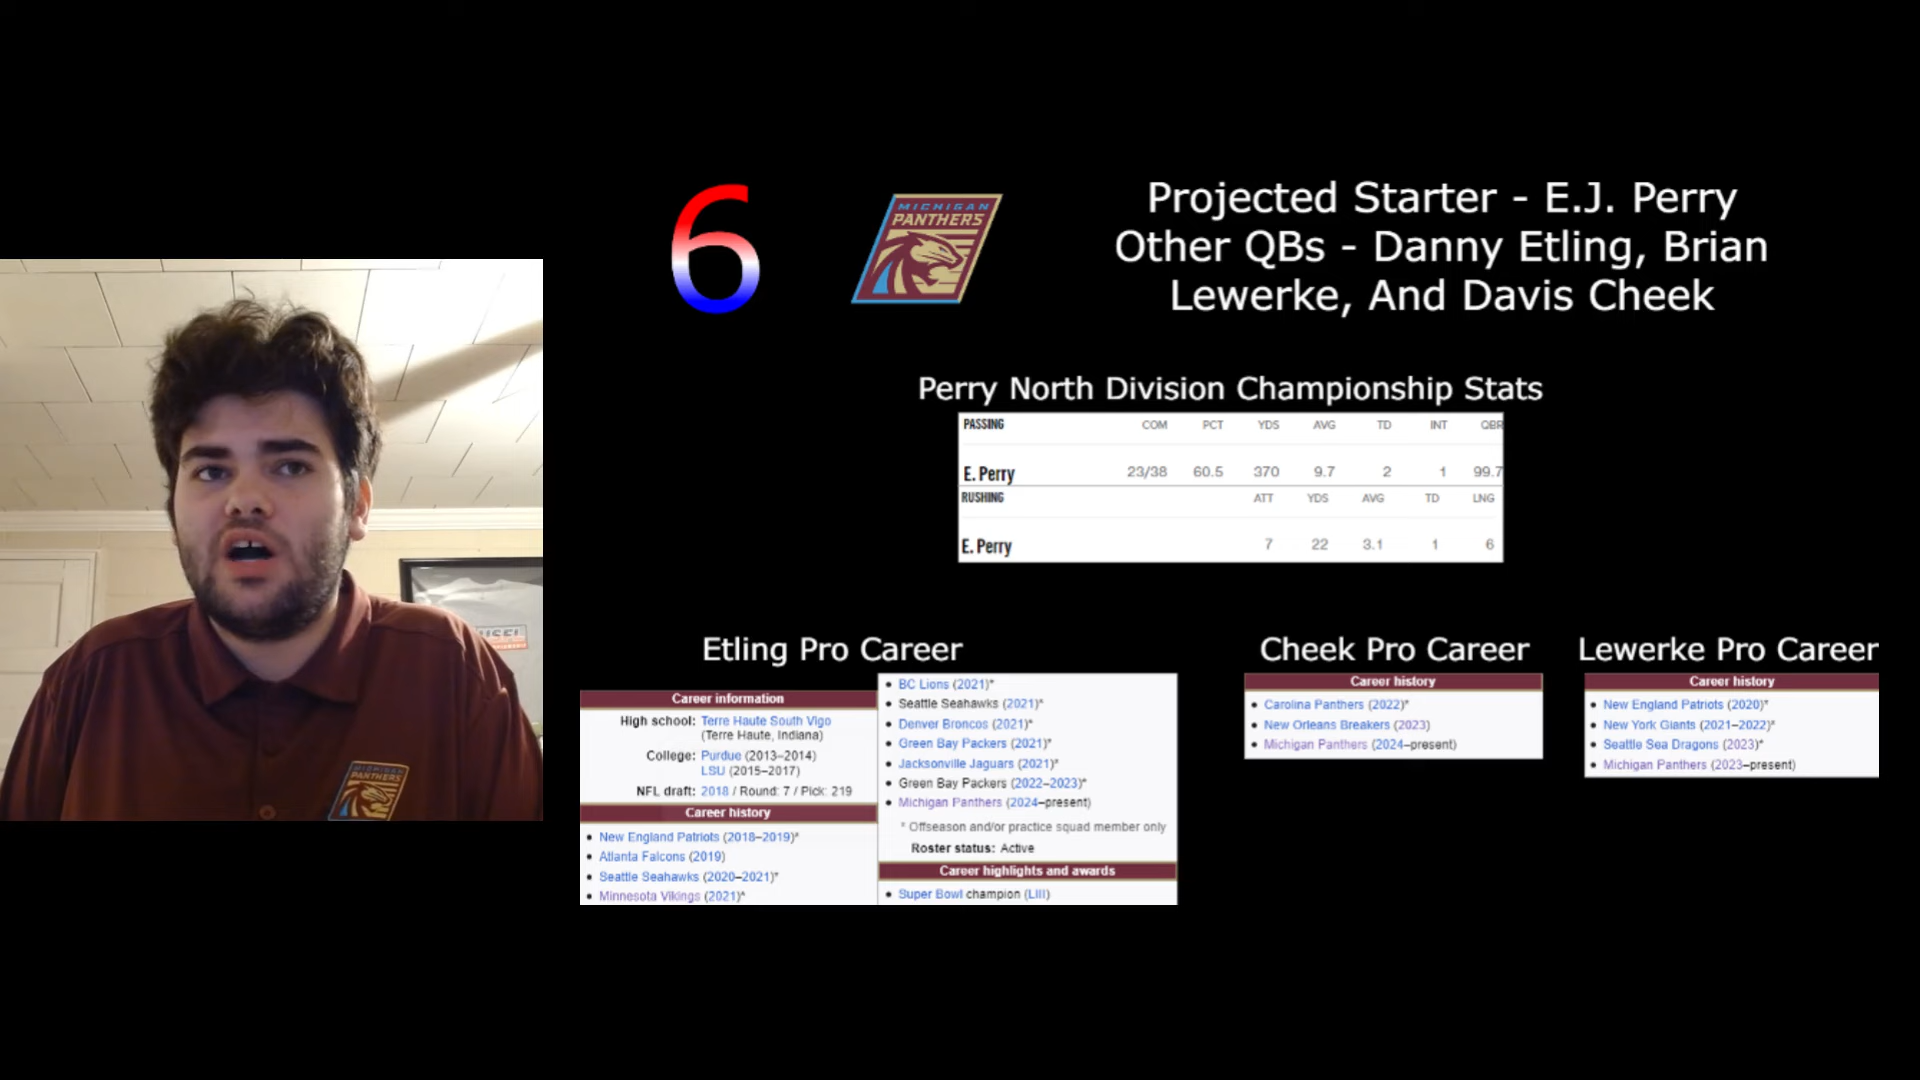 6
MICHIGAN
PANTHERS
Projected Starter - E.J. Perry
Other QBs - Danny Etling, Brian
Lewerke, And Davis Cheek
Perry North Division Championship Stats
PASSING COM PCT YDS AVG TD INT QBR
E. Perry 23/38 60.5 370 9.7 2 1 99.7
RUSHING ATT YDS AVG TD LNG
E. Perry 7 22 3.1 1 6
Etling Pro Career
Career information
High school: Terre Haute South Vigo
(Terre Haute, Indiana)
College: Purdue (2013–2014)
LSU (2015–2017)
NFL draft: 2018 / Round: 7 / Pick: 219
Career history
• New England Patriots (2018–2019)*
• Atlanta Falcons (2019)
• Seattle Seahawks (2020–2021)*
• Minnesota Vikings (2021)*
• BC Lions (2021)*
• Seattle Seahawks (2021)*
• Denver Broncos (2021)*
• Green Bay Packers (2021)*
• Jacksonville Jaguars (2021)*
• Green Bay Packers (2022–2023)*
• Michigan Panthers (2024–present)
* Offseason and/or practice squad member only
Roster status: Active
Career highlights and awards
• Super Bowl champion (LIII)
Cheek Pro Career
Career history
• Carolina Panthers (2022)*
• New Orleans Breakers (2023)
• Michigan Panthers (2024–present)
Lewerke Pro Career
Career history
• New England Patriots (2020)*
• New York Giants (2021–2022)*
• Seattle Sea Dragons (2023)*
• Michigan Panthers (2023–present)
MICHIGAN
PANTHERS
USFL